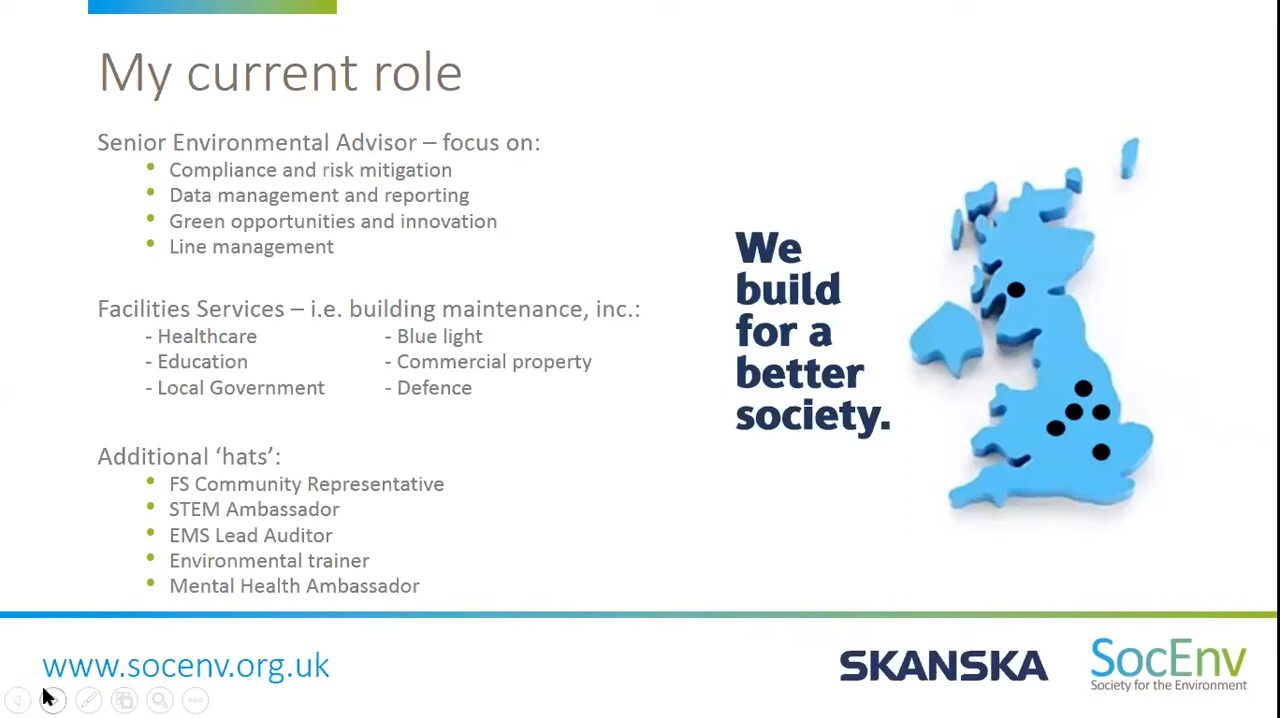 My current role
Senior Environmental Advisor – focus on:
• Compliance and risk mitigation
• Data management and reporting
• Green opportunities and innovation
• Line management
Facilities Services – i.e. building maintenance, inc.:
- Healthcare - Blue light
- Education - Commercial property
- Local Government - Defence
Additional ‘hats’:
• FS Community Representative
• STEM Ambassador
• EMS Lead Auditor
• Environmental trainer
• Mental Health Ambassador
We
build
for a
better
society.
www.socenv.org.uk
SKANSKA
SocEnv
Society for the Environment